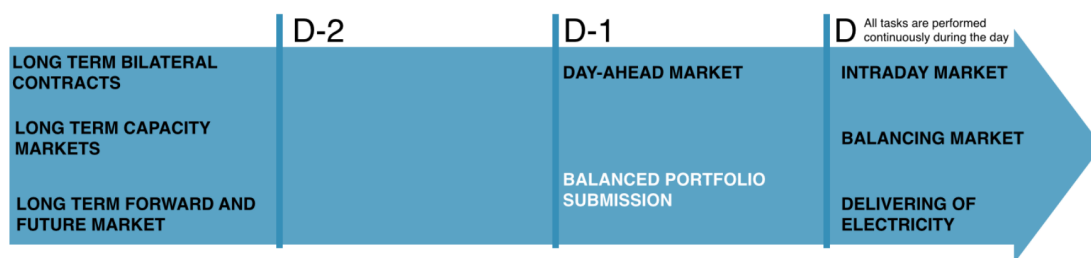 D-2
D-1
D
All tasks are performed
continuously during the day
LONG TERM BILATERAL
CONTRACTS
LONG TERM CAPACITY
MARKETS
LONG TERM FORWARD AND
FUTURE MARKET
DAY-AHEAD MARKET
BALANCED PORTFOLIO
SUBMISSION
INTRADAY MARKET
BALANCING MARKET
DELIVERING OF
ELECTRICITY